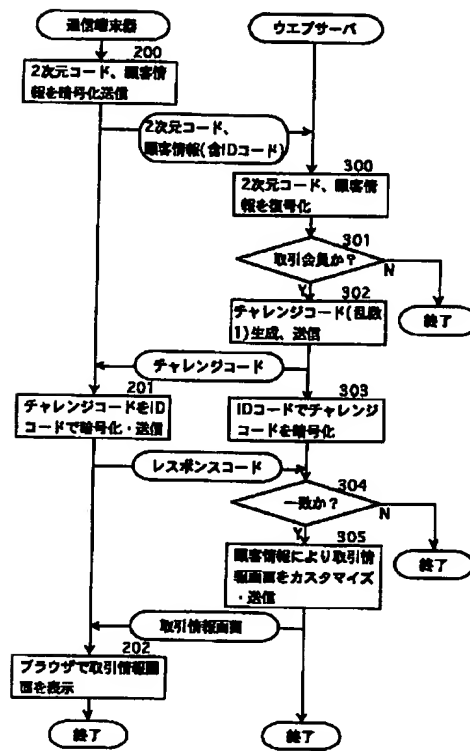 通信端末器
ウエブサーバ
200
2次元コード、顧客情
報を暗号化送信
2次元コード、
顧客情報(含IDコード)
300
2次元コード、顧客情
報を復号化
301
取引会員か?
N
Y
302
チャレンジコード(乱数
1)生成、送信
終了
チャレンジコード
201
チャレンジコードをID
コードで暗号化・送信
303
IDコードでチャレンジ
コードを暗号化
レスポンスコード
304
一致か?
N
Y
305
顧客情報により取引情
報画面をカスタマイズ
・送信
終了
取引情報画面
202
ブラウザで取引情報画
面を表示
終了
終了